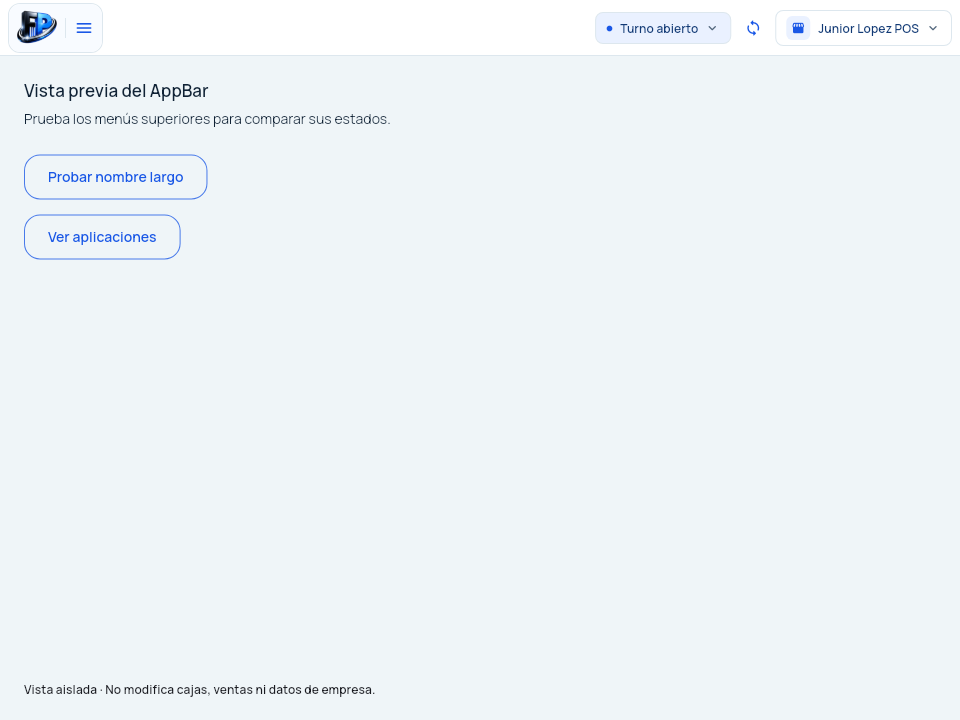 FP
Turno abierto
Junior Lopez POS
Vista previa del AppBar
Prueba los menús superiores para comparar sus estados.
Probar nombre largo
Ver aplicaciones
Vista aislada · No modifica cajas, ventas ni datos de empresa.